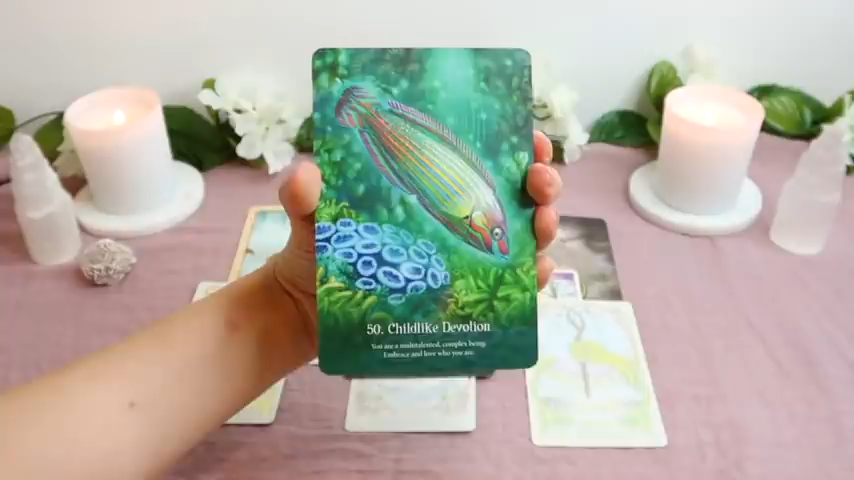 50. Childlike Devotion
You are a multitalented, complex being.
Embrace and love who you are.